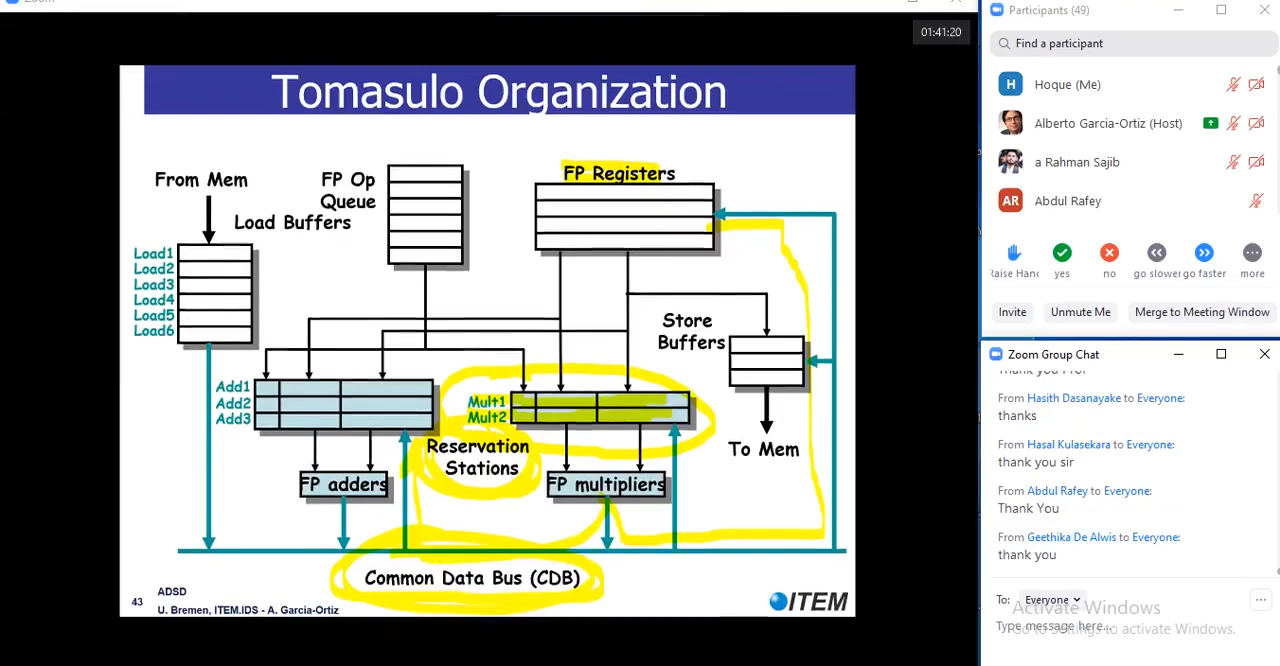 Zoom
01:41:20
Tomasulo Organization
From Mem
FP Op
Queue
Load Buffers
FP Registers
Load1
Load2
Load3
Load4
Load5
Load6
Store
Buffers
Add1
Add2
Add3
Mult1
Mult2
Reservation
Stations
To Mem
FP adders
FP multipliers
Common Data Bus (CDB)
43
ADSD
U. Bremen, ITEM.IDS - A. Garcia-Ortiz
ITEM
Participants (49)
Find a participant
H
Hoque (Me)
Alberto Garcia-Ortiz (Host)
a Rahman Sajib
AR
Abdul Rafey
Raise Hand
yes
no
go slower
go faster
more
Invite
Unmute Me
Merge to Meeting Window
Zoom Group Chat
Thank you Prof
From Hasith Dasanayake to Everyone:
thanks
From Hasal Kulasekara to Everyone:
thank you sir
From Abdul Rafey to Everyone:
Thank You
From Geethika De Alwis to Everyone:
thank you
To: Everyone
Activate Windows
Type message here...
Go to Settings to activate Windows.